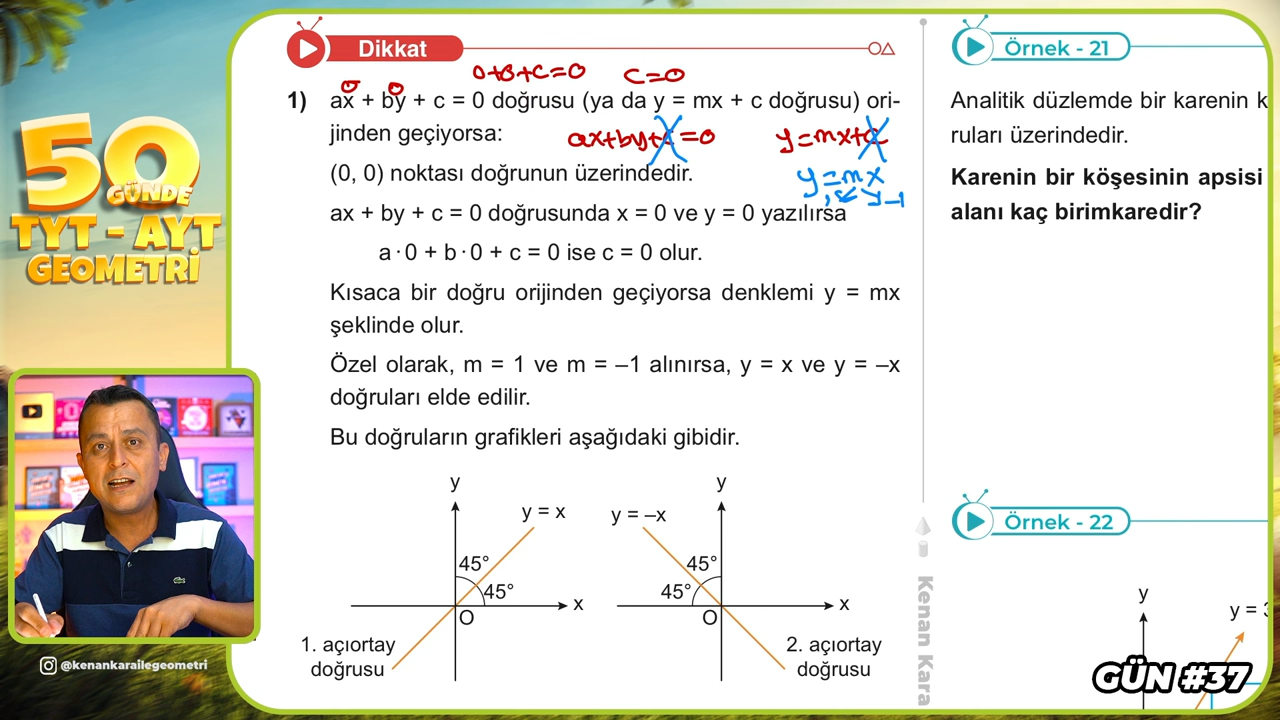 50
GÜNDE
TYT - AYT
GEOMETRİ
@kenankarailegeometri
Dikkat
0+0+C=0
C=0
0 0
1) ax + by + c = 0 doğrusu (ya da y = mx + c doğrusu) ori-
jinden geçiyorsa:
ax+by+c=0
y=mx+c
(0, 0) noktası doğrunun üzerindedir.
y=mx
ax + by + c = 0 doğrusunda x = 0 ve y = 0 yazılırsa
a·0 + b·0 + c = 0 ise c = 0 olur.
Kısaca bir doğru orijinden geçiyorsa denklemi y = mx
şeklinde olur.
Özel olarak, m = 1 ve m = –1 alınırsa, y = x ve y = –x
doğruları elde edilir.
Bu doğruların grafikleri aşağıdaki gibidir.
y
y = x
45°
45°
x
O
1. açıortay
doğrusu
y
y = –x
45°
45°
x
O
2. açıortay
doğrusu
Kenan Kara
Örnek - 21
Analitik düzlemde bir karenin k
ruları üzerindedir.
Karenin bir köşesinin apsisi
alanı kaç birimkaredir?
Örnek - 22
y
y = 3
GÜN #37